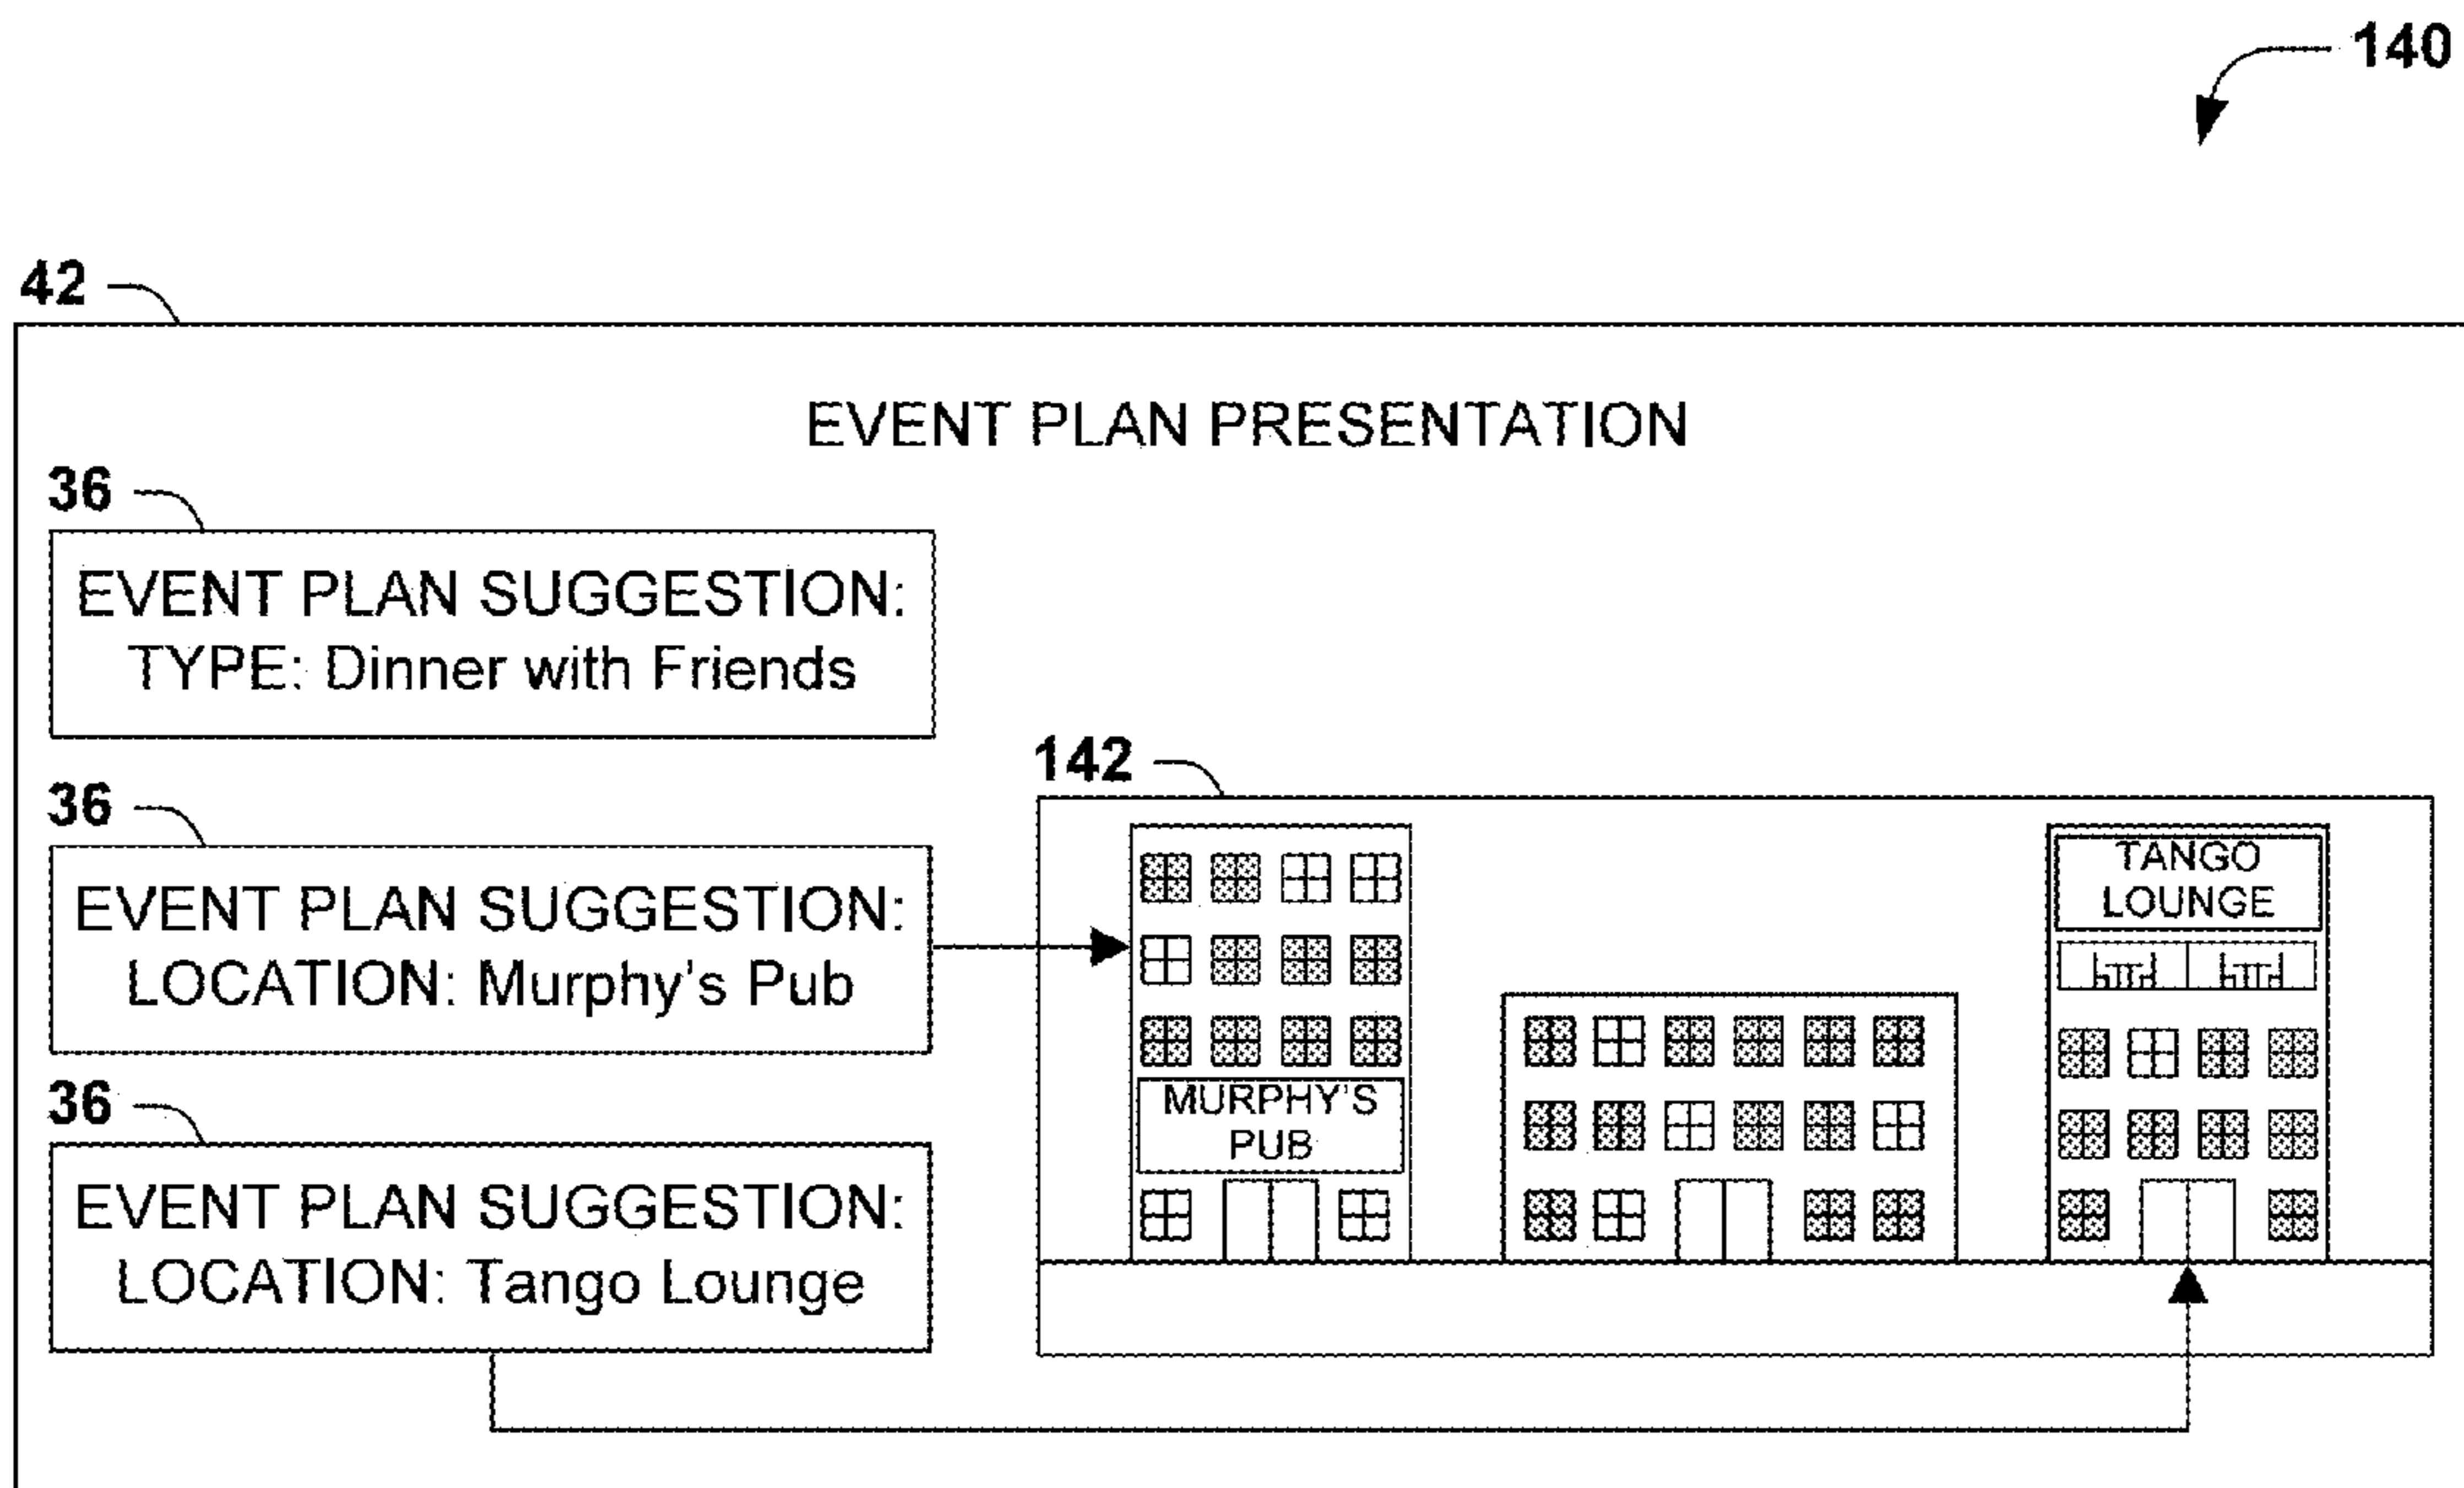 140
42
EVENT PLAN PRESENTATION
36
EVENT PLAN SUGGESTION:
TYPE: Dinner with Friends
36
EVENT PLAN SUGGESTION:
LOCATION: Murphy's Pub
36
EVENT PLAN SUGGESTION:
LOCATION: Tango Lounge
142
MURPHY'S
PUB
TANGO
LOUNGE